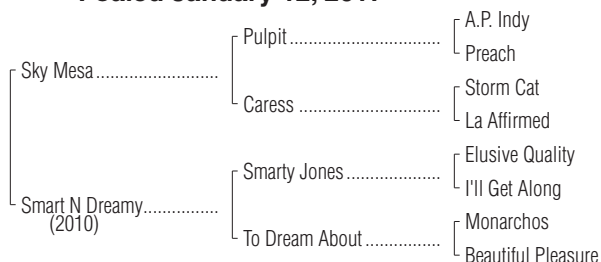 Foaled January 12,
A.P. Indy
Pulpit
Preach
Sky Mesa
Storm Cat
Caress
La Affirmed
Elusive Quality
Smarty Jones
I'll Get Along
Smart N Dreamy
(2010)
Monarchos
To Dream About
Beautiful Pleasure